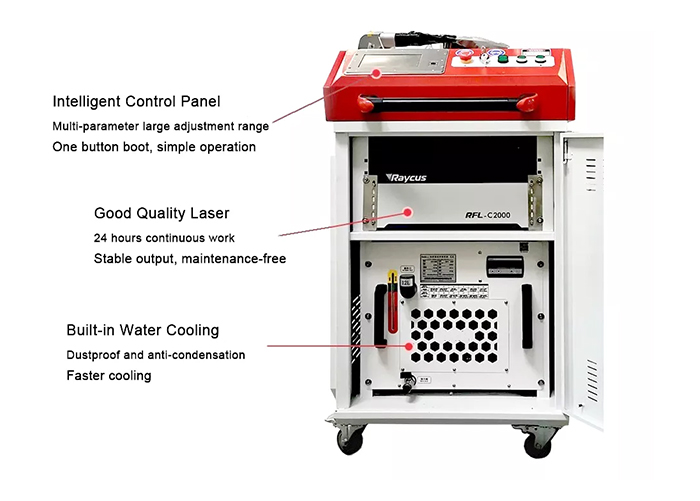 Intelligent Control Panel
Multi-parameter large adjustment range
One button boot, simple operation
Raycus
Good Quality Laser
RFL-C2000
24 hours continuous work
Stable output, maintenance-free
Built-in Water Cooling
Dustproof and anti-condensation
Faster cooling